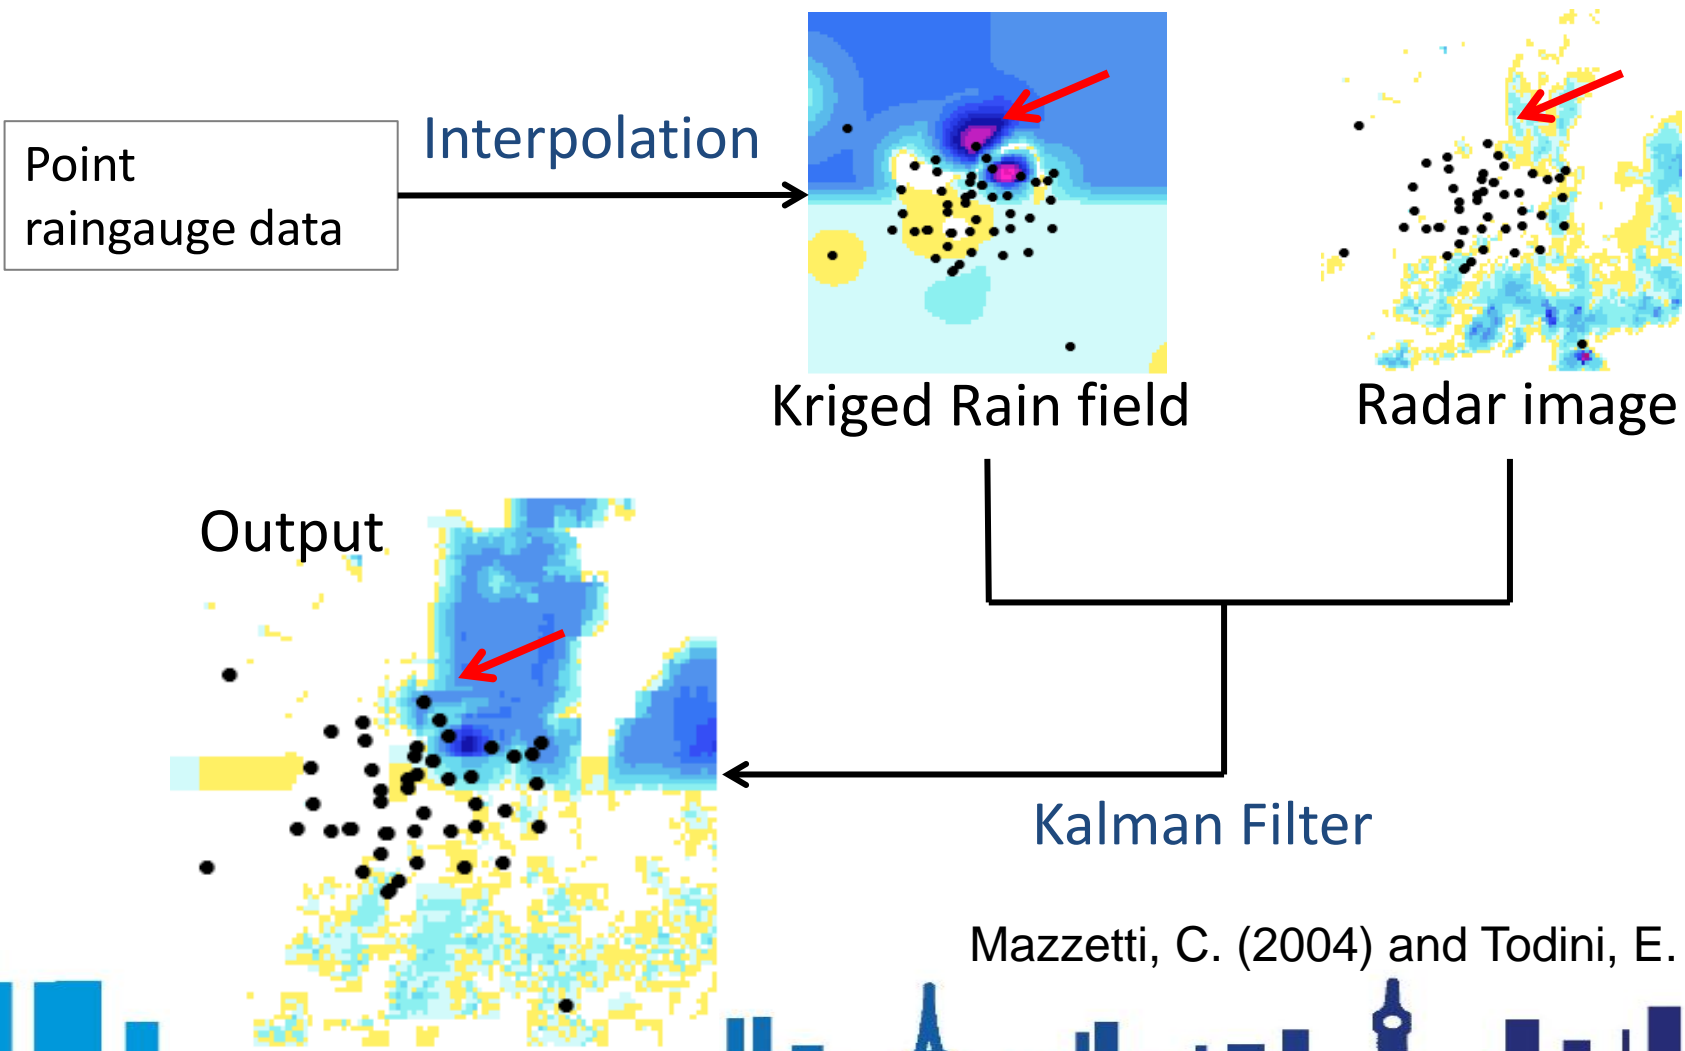 Point
raingauge data
Interpolation
Kriged Rain field
Radar image
Output
Kalman Filter
Mazzetti, C. (2004) and Todini, E.